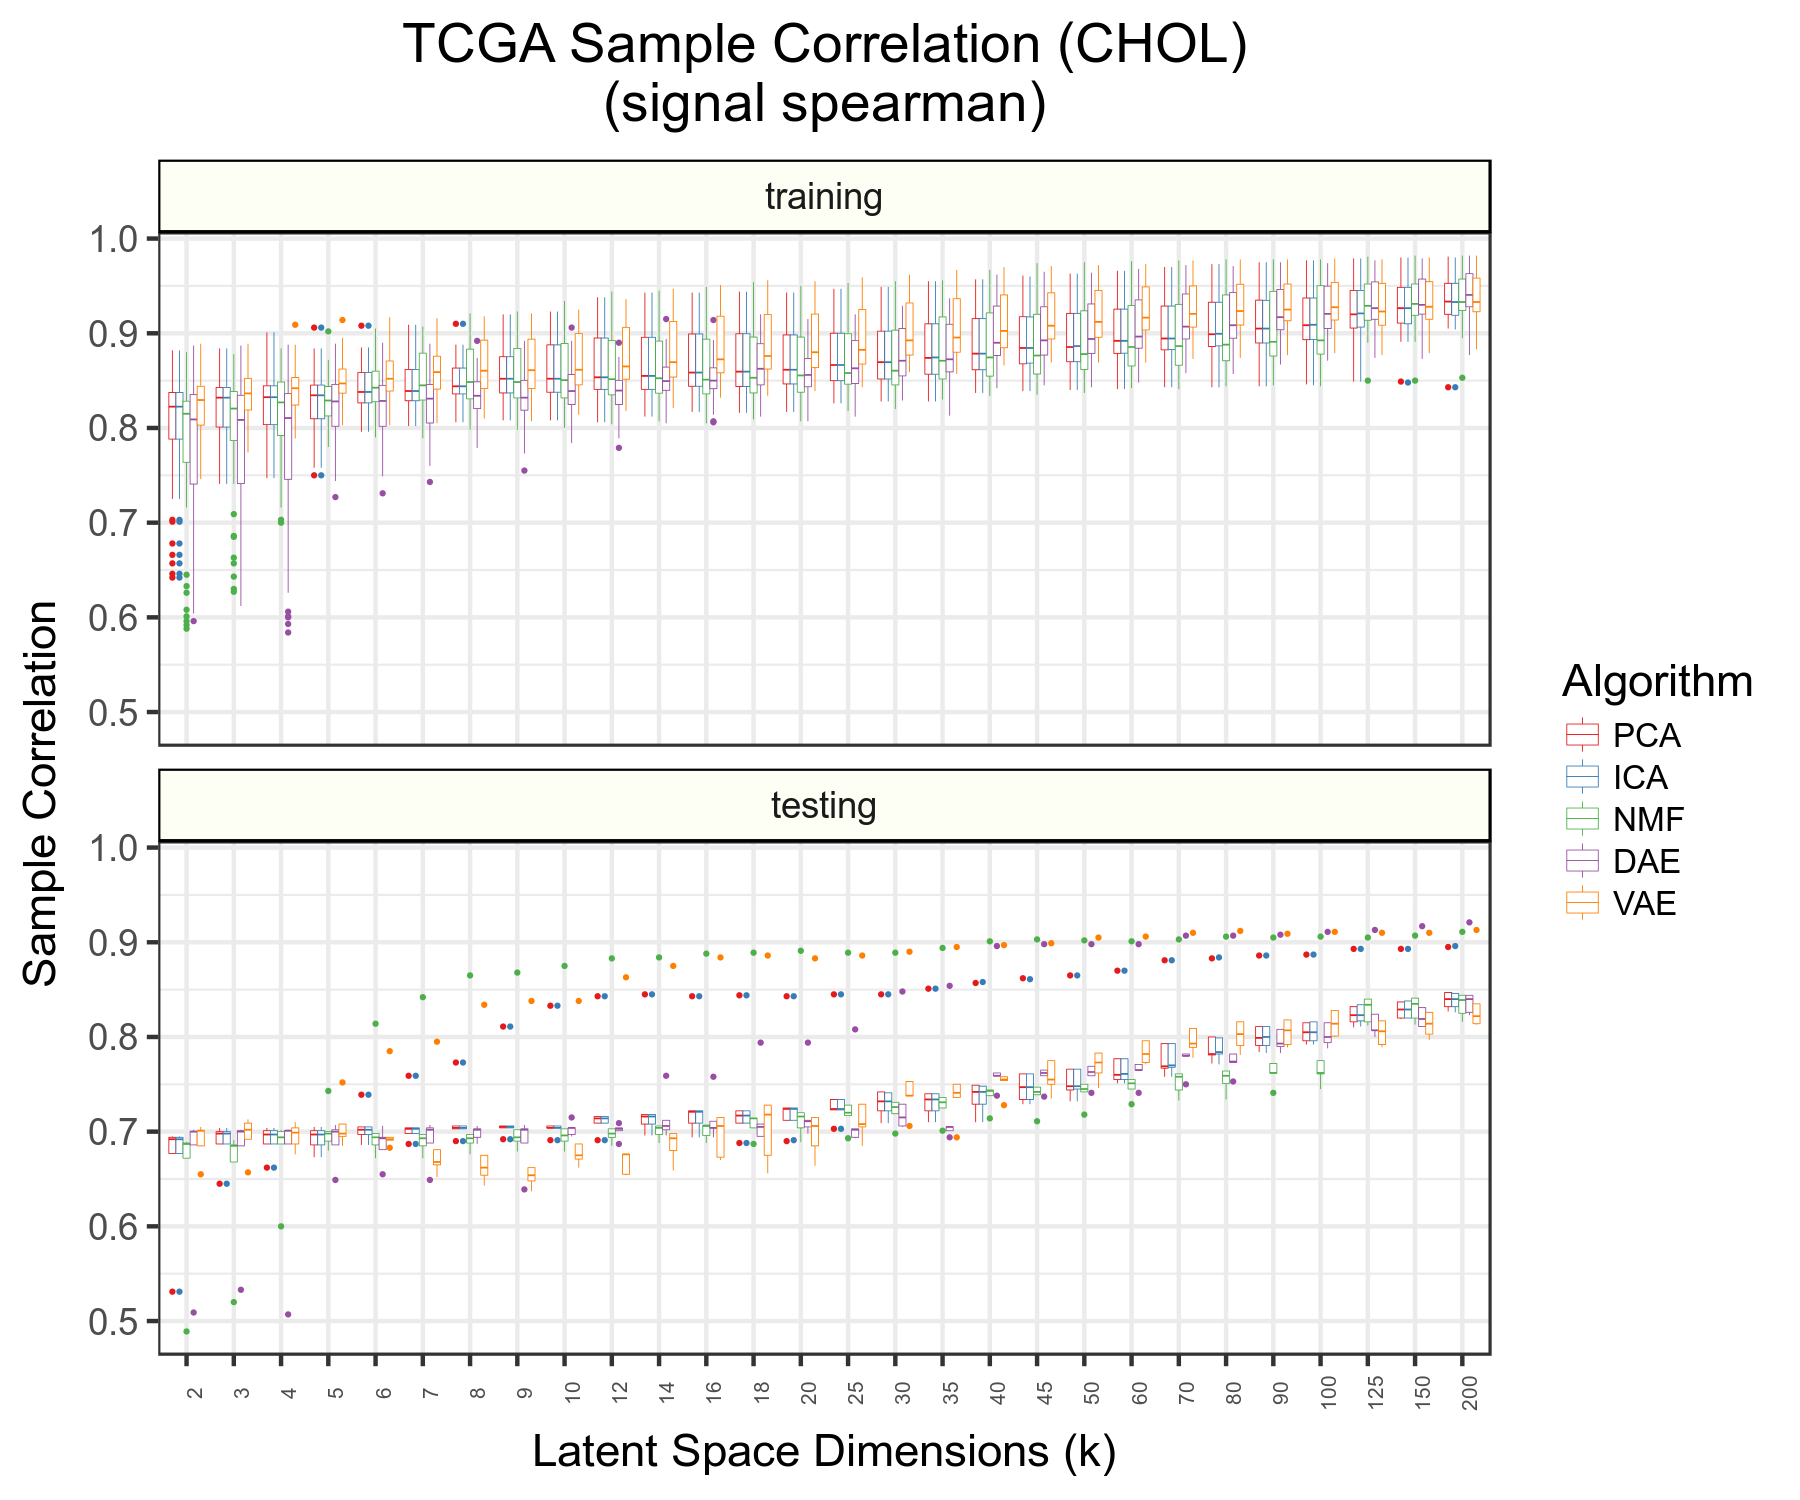 TCGA Sample Correlation (CHOL)
(signal spearman)
training
1.0
0.9
0.8
0.7
0.6
0.5
Sample Correlation
testing
1.0
0.9
0.8
0.7
0.6
0.5
2 3 4 5 6 7 8 9 10 12 14 16 18 20 25 30 35 40 45 50 60 70 80 90 100 125 150 200
Latent Space Dimensions (k)
Algorithm
PCA
ICA
NMF
DAE
VAE